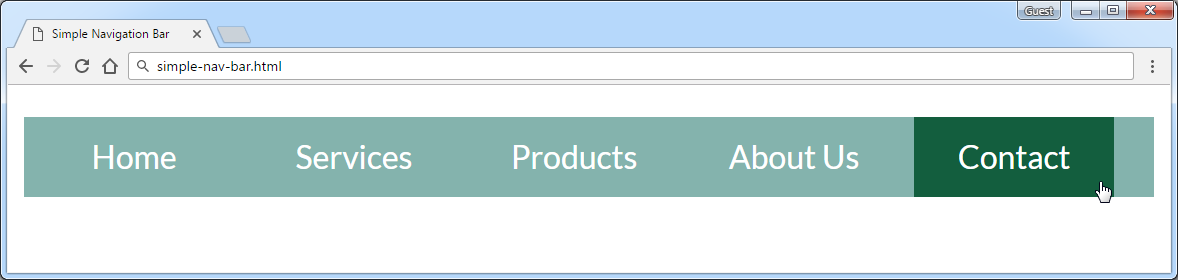 Guest
Simple Navigation Bar
simple-nav-bar.html
Home Services Products About Us Contact